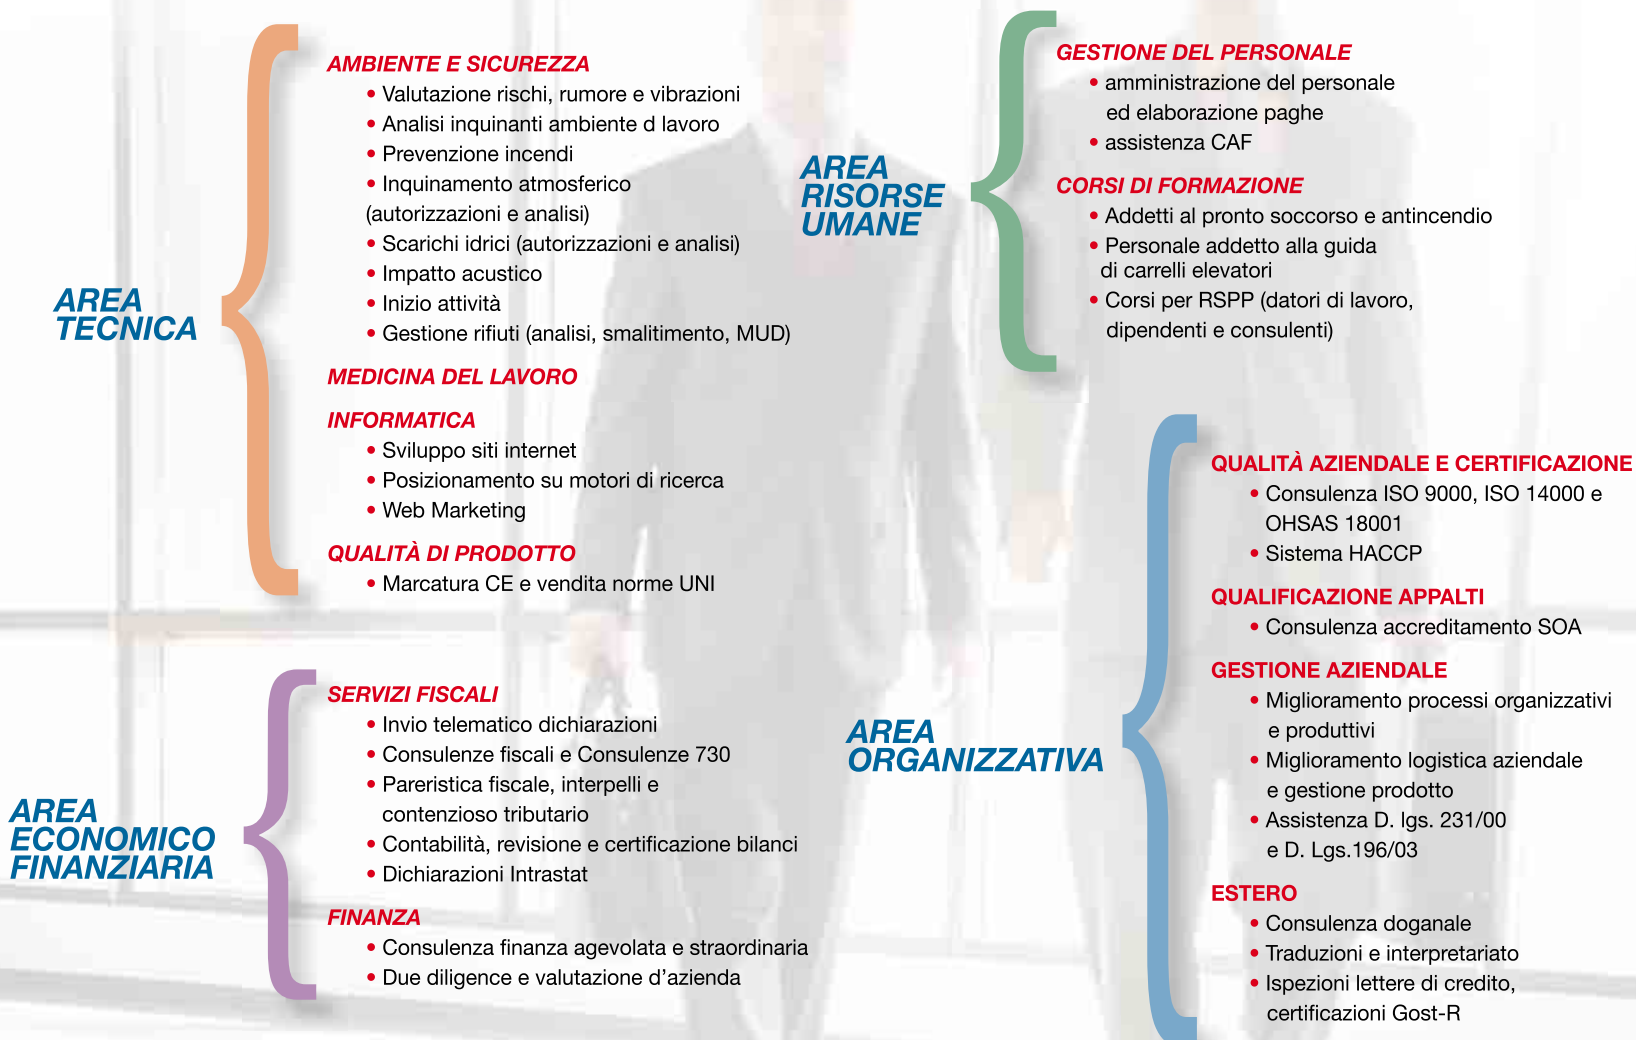 AREA
TECNICA
AMBIENTE E SICUREZZA
• Valutazione rischi, rumore e vibrazioni
• Analisi inquinanti ambiente d lavoro
• Prevenzione incendi
• Inquinamento atmosferico
(autorizzazioni e analisi)
• Scarichi idrici (autorizzazioni e analisi)
• Impatto acustico
• Inizio attività
• Gestione rifiuti (analisi, smalitimento, MUD)
MEDICINA DEL LAVORO
INFORMATICA
• Sviluppo siti internet
• Posizionamento su motori di ricerca
• Web Marketing
QUALITÀ DI PRODOTTO
• Marcatura CE e vendita norme UNI
AREA
ECONOMICO
FINANZIARIA
SERVIZI FISCALI
• Invio telematico dichiarazioni
• Consulenze fiscali e Consulenze 730
• Pareristica fiscale, interpelli e
contenzioso tributario
• Contabilità, revisione e certificazione bilanci
• Dichiarazioni Intrastat
FINANZA
• Consulenza finanza agevolata e straordinaria
• Due diligence e valutazione d’azienda
AREA
RISORSE
UMANE
GESTIONE DEL PERSONALE
• amministrazione del personale
ed elaborazione paghe
• assistenza CAF
CORSI DI FORMAZIONE
• Addetti al pronto soccorso e antincendio
• Personale addetto alla guida
di carrelli elevatori
• Corsi per RSPP (datori di lavoro,
dipendenti e consulenti)
AREA
ORGANIZZATIVA
QUALITÀ AZIENDALE E CERTIFICAZIONE
• Consulenza ISO 9000, ISO 14000 e
OHSAS 18001
• Sistema HACCP
QUALIFICAZIONE APPALTI
• Consulenza accreditamento SOA
GESTIONE AZIENDALE
• Miglioramento processi organizzativi
e produttivi
• Miglioramento logistica aziendale
e gestione prodotto
• Assistenza D. lgs. 231/00
e D. Lgs.196/03
ESTERO
• Consulenza doganale
• Traduzioni e interpretariato
• Ispezioni lettere di credito,
certificazioni Gost-R